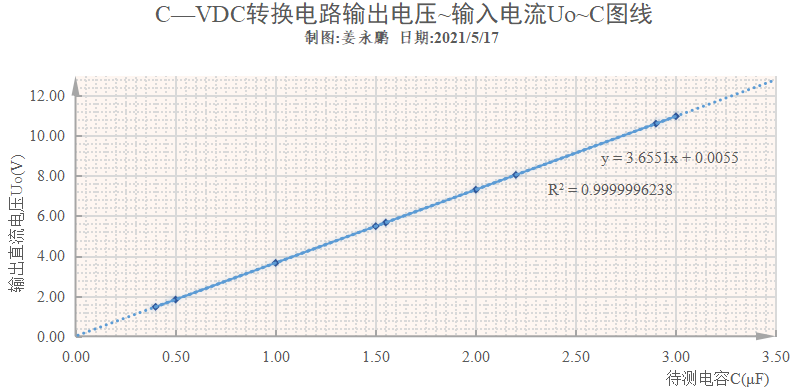 C—VDC转换电路输出电压~输入电流Uo~C图线
制图:姜永鹏 日期:2021/5/17
12.00
10.00
8.00
6.00
4.00
2.00
0.00
输出直流电压Uo(V)
y = 3.6551x + 0.0055
R² = 0.9999996238
0.00 0.50 1.00 1.50 2.00 2.50 3.00 3.50
待测电容C(μF)